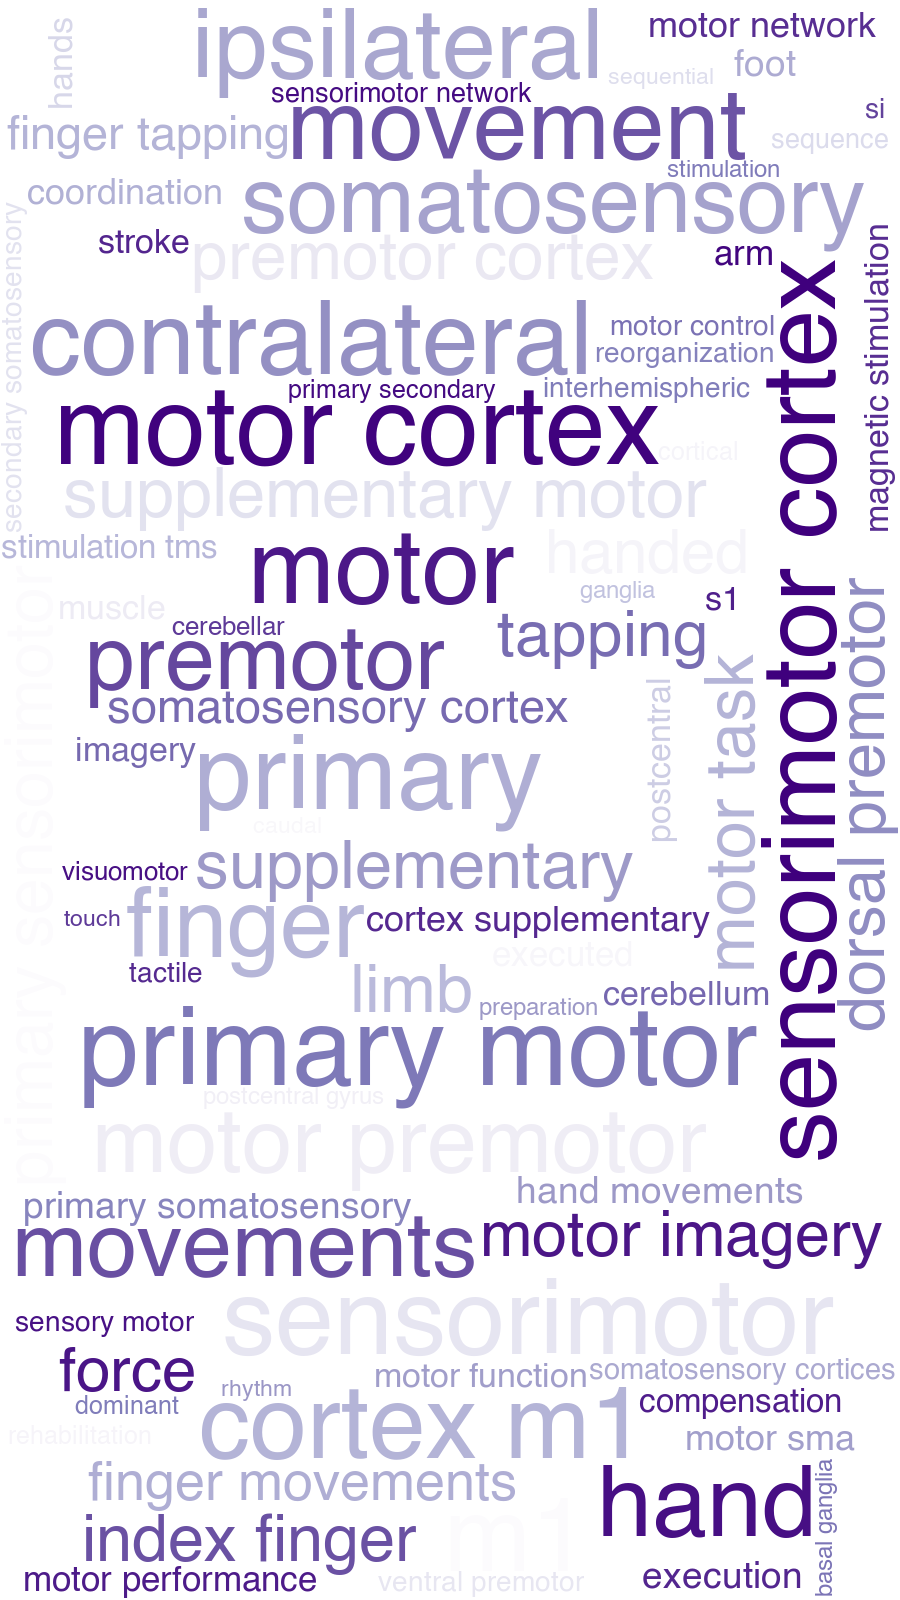 ipsilateral
motor network
hands
foot
sequential
sensorimotor network
movement
si
finger tapping
sequence
stimulation
coordination
somatosensory
secondary somatosensory
stroke
premotor cortex
arm
magnetic stimulation
sensorimotor cortex
contralateral
motor control
reorganization
primary secondary
interhemispheric
motor cortex
cortical
supplementary motor
stimulation tms
motor
handed
primary sensorimotor
ganglia
s1
muscle
dorsal premotor
cerebellar
tapping
premotor
motor task
postcentral
somatosensory cortex
imagery
primary
caudal
visuomotor
supplementary
touch
finger
cortex supplementary
executed
tactile
limb
cerebellum
preparation
primary motor
postcentral gyrus
motor premotor
hand movements
primary somatosensory
movements
motor imagery
sensorimotor
sensory motor
force
motor function
somatosensory cortices
rhythm
dominant
cortex m1
compensation
rehabilitation
motor sma
finger movements
hand
basal ganglia
index finger
m1
motor performance
ventral premotor
execution